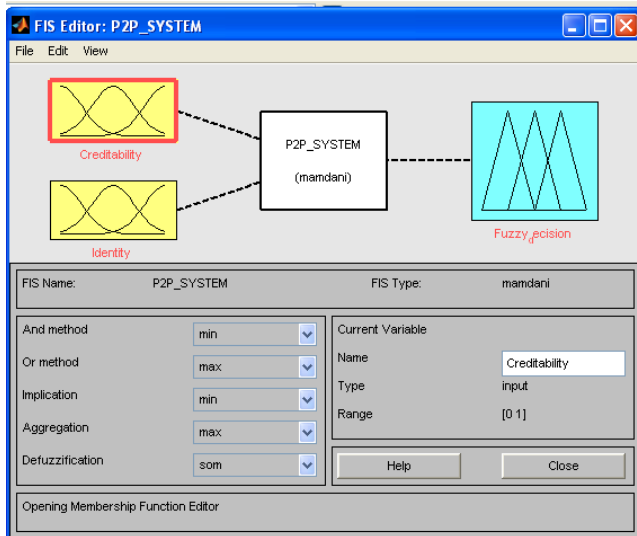 FIS Editor: P2P_SYSTEM
File Edit View
Creditability
Identity
P2P_SYSTEM
(mamdani)
Fuzzy_decision
FIS Name: P2P_SYSTEM FIS Type: mamdani
And method min
Or method max
Implication min
Aggregation max
Defuzzification som
Current Variable
Name Creditability
Type input
Range [0 1]
Help Close
Opening Membership Function Editor